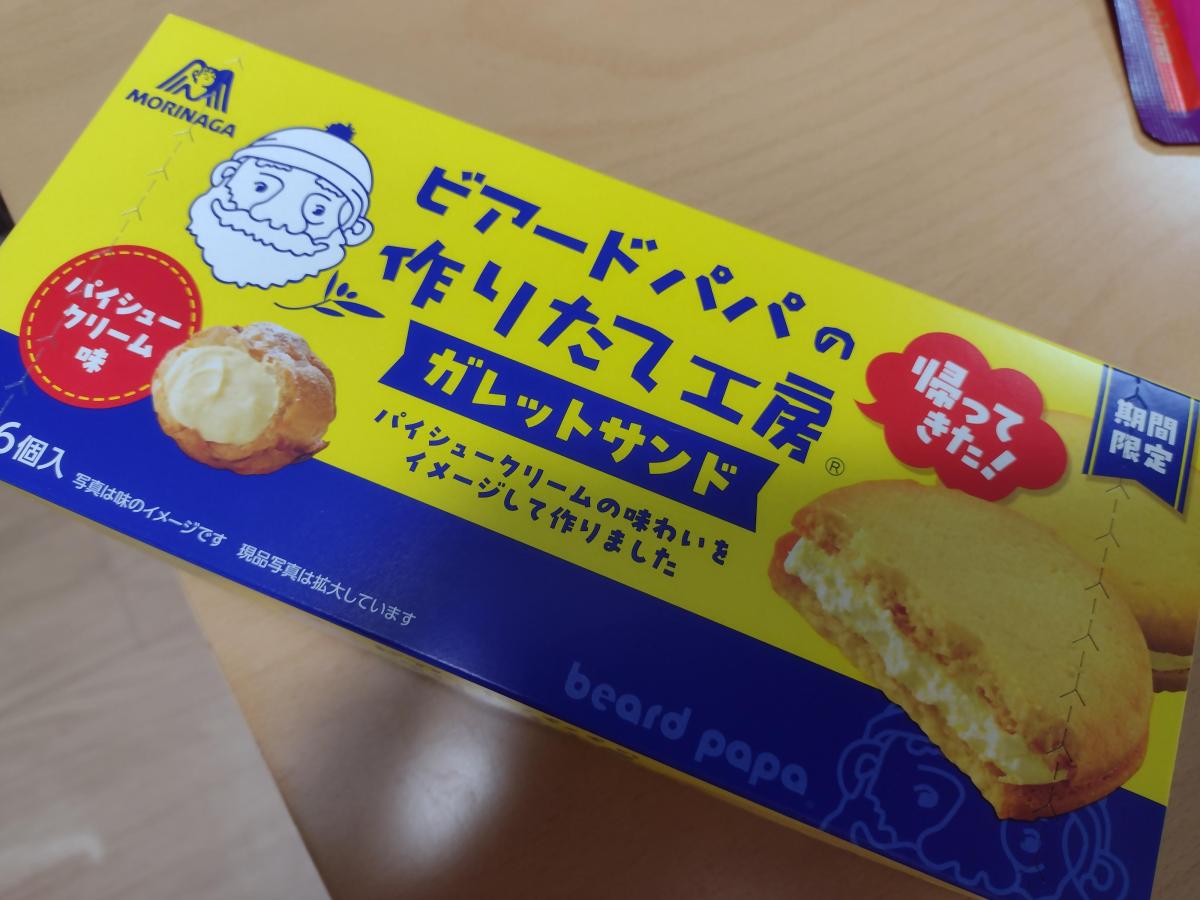 MORINAGA
ビアードパパの
作りたて工房
®
ガレットサンド
パイシュークリームの味わいを
イメージして作りました
パイシュー
クリーム
味
帰って
きた!
期間
限定
6個入
写真は味のイメージです 現品写真は拡大しています
beard papa